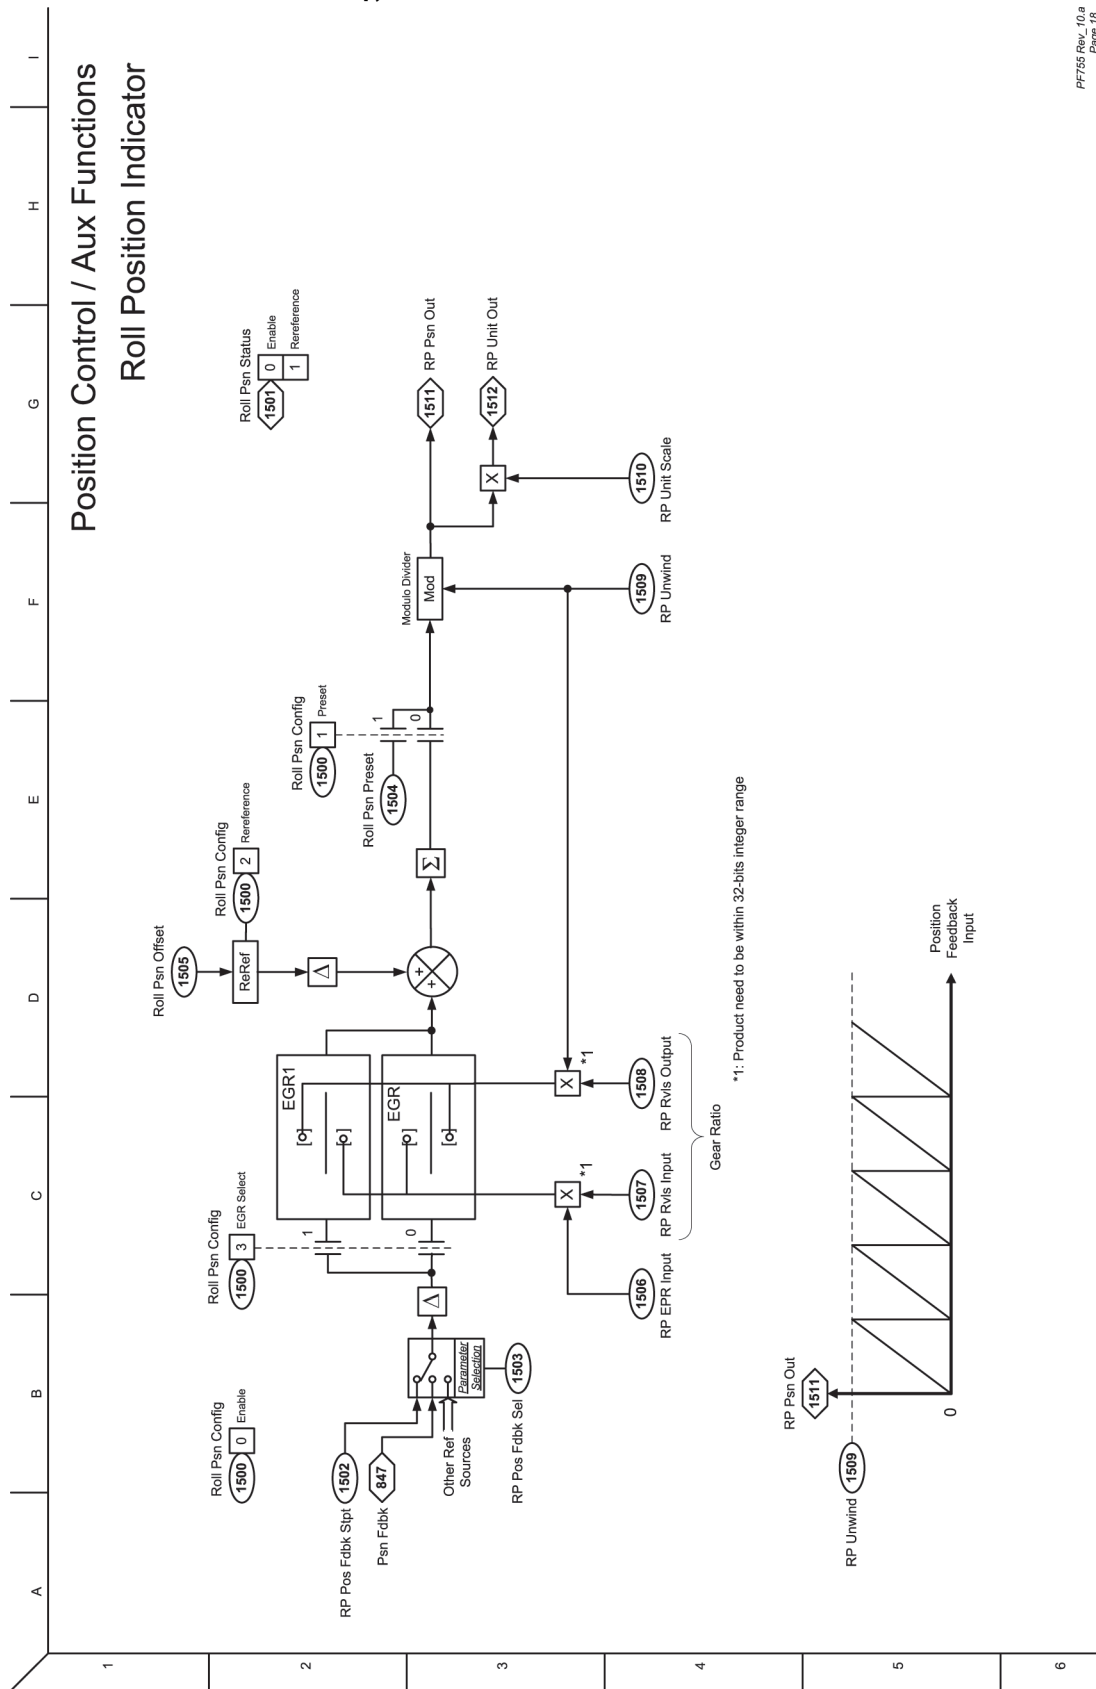 Position Control / Aux Functions
Roll Position Indicator
A
B
C
D
E
F
G
H
I
1
2
3
4
5
6
Roll Psn Config
1500
0
Enable
Roll Psn Config
1500
3
EGR Select
Roll Psn Offset
1505
ReRef
Roll Psn Config
1500
2
Rereference
Roll Psn Config
1500
1
Preset
Roll Psn Status
1501
0
Enable
1
Rereference
RP Pos Fdbk Stpt
1502
Psn Fdbk
847
Other Ref
Sources
Parameter
Selection
RP Pos Fdbk Sel
1503
Δ
1
0
EGR1
[ ]
[ ]
EGR
[ ]
[ ]
Δ
+
+
Σ
Roll Psn Preset
1504
1
0
Modulo Divider
Mod
1511
RP Psn Out
X
1512
RP Unit Out
X
*1
X
*1
1506
RP EPR Input
1507
RP Rvls Input
1508
RP Rvls Output
Gear Ratio
1509
RP Unwind
1510
RP Unit Scale
*1: Product need to be within 32-bits integer range
RP Psn Out
1511
RP Unwind
1509
0
Position
Feedback
Input
PF755 Rev_10.a
Page 18